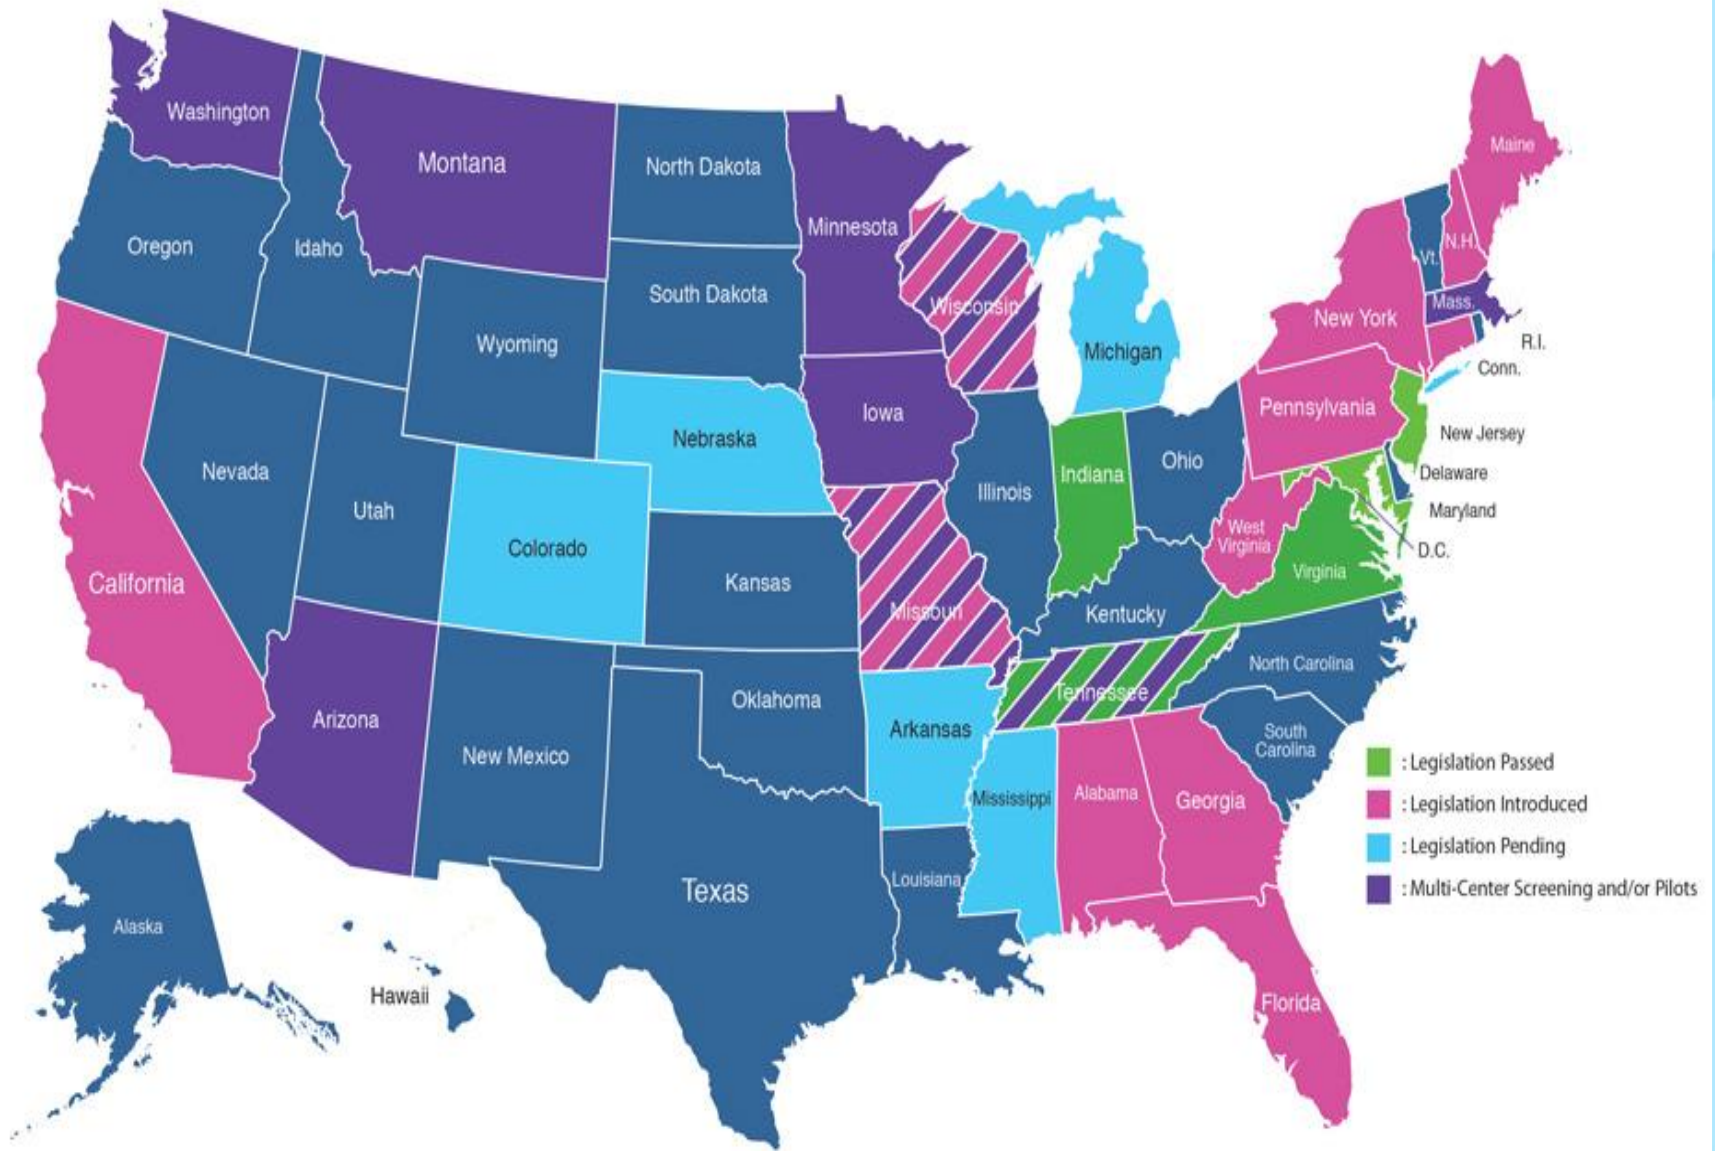 Washington
Montana
North Dakota
Minnesota
Maine
Oregon
Idaho
South Dakota
Wisconsin
Vt.
N.H.
Mass.
Wyoming
Michigan
New York
R.I.
Conn.
Iowa
Pennsylvania
Nebraska
New Jersey
Nevada
Utah
Illinois
Indiana
Ohio
Delaware
Maryland
Colorado
Kansas
West
Virginia
D.C.
Virginia
California
Missouri
Kentucky
North Carolina
Arizona
New Mexico
Oklahoma
Arkansas
Tennessee
South
Carolina
Mississippi
Alabama
Georgia
Texas
Louisiana
Alaska
Hawaii
Florida
: Legislation Passed
: Legislation Introduced
: Legislation Pending
: Multi-Center Screening and/or Pilots